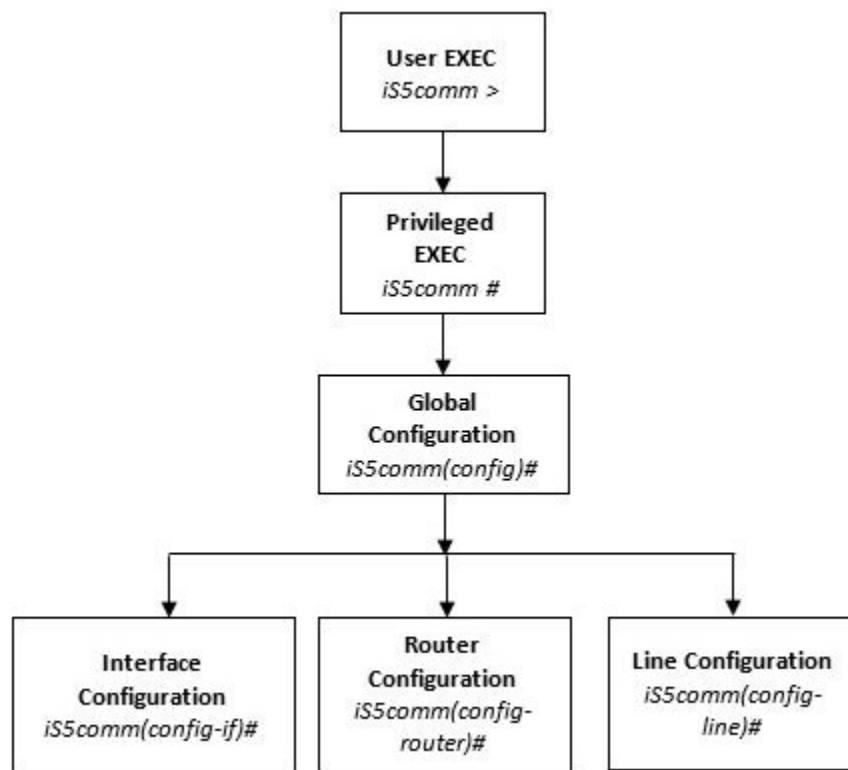 User EXEC
iS5comm >
Privileged
EXEC
iS5comm #
Global
Configuration
iS5comm(config)#
Interface
Configuration
iS5comm(config-if)#
Router
Configuration
iS5comm(config-
router)#
Line Configuration
iS5comm(config-
line)#